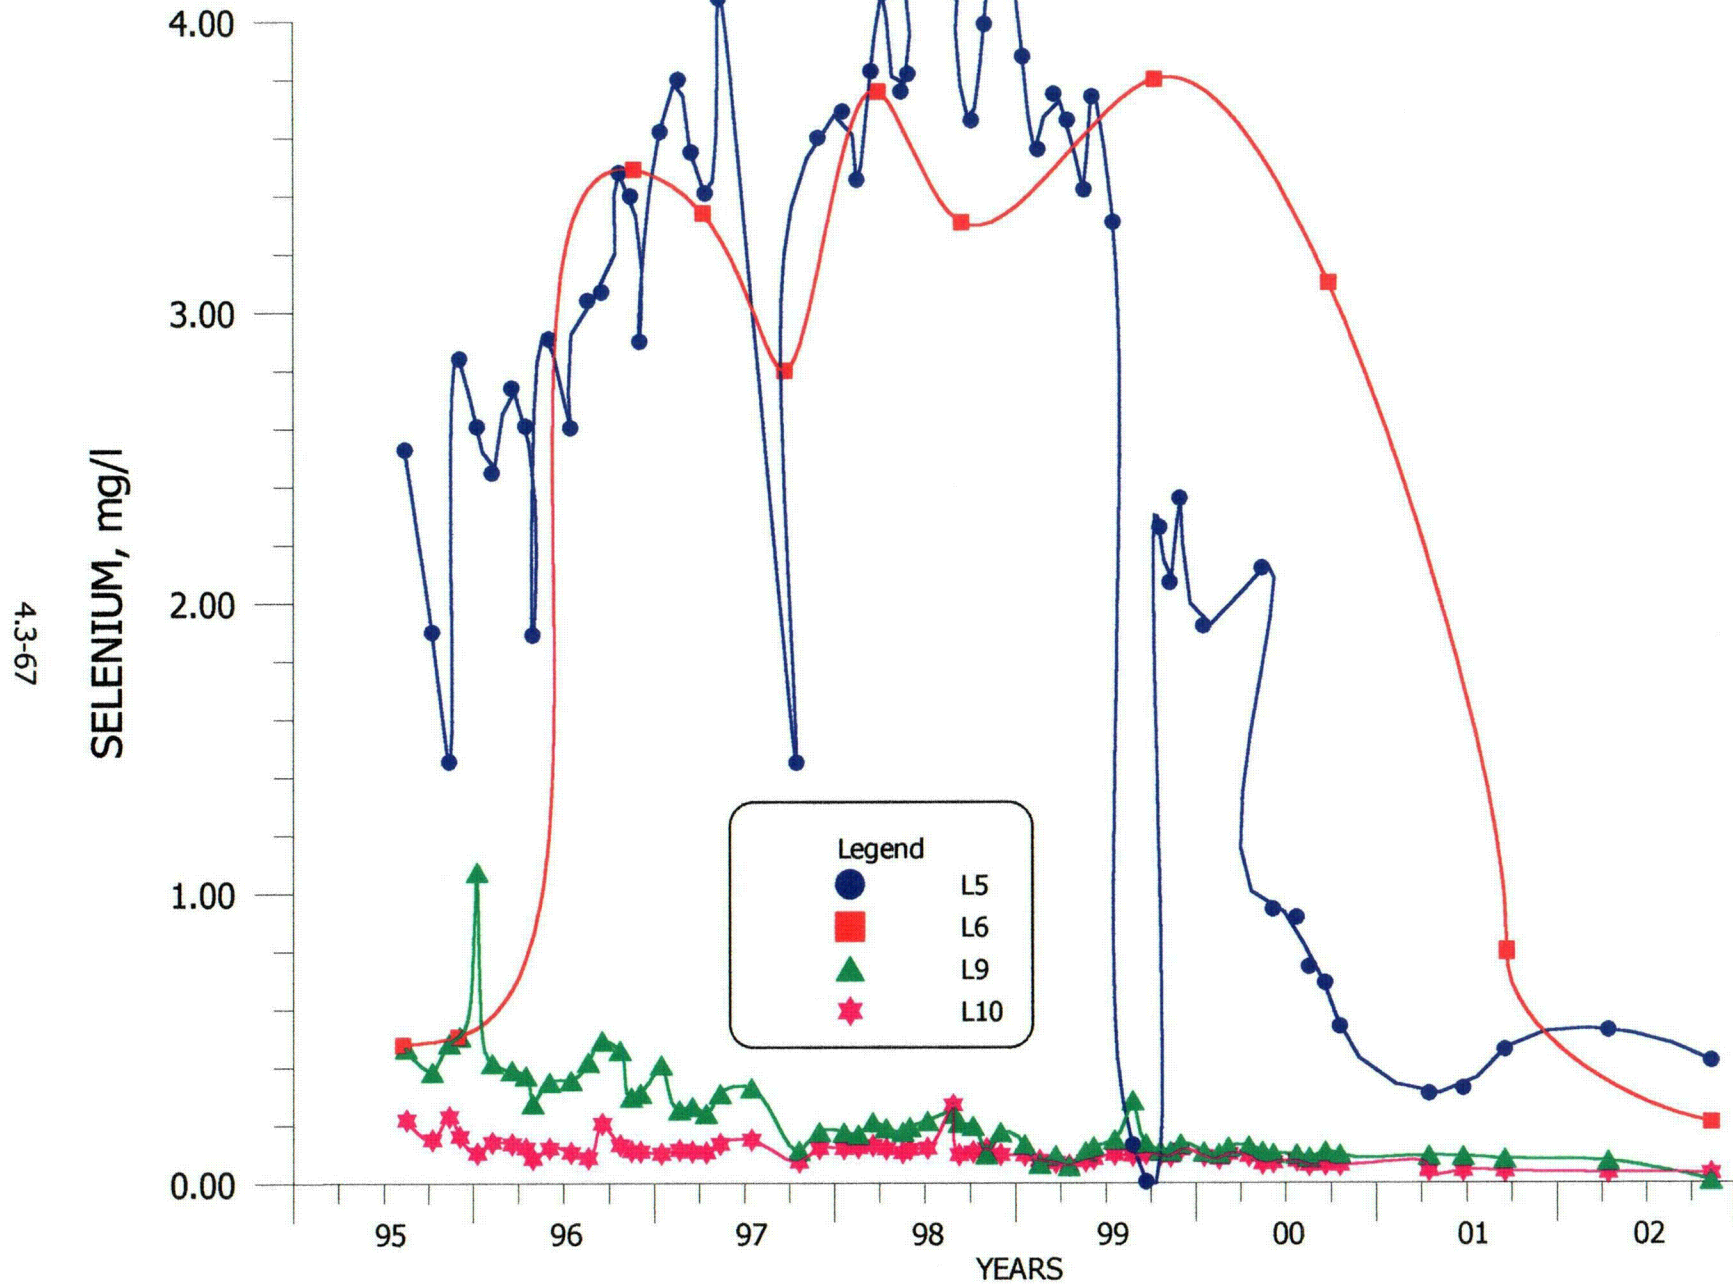 4.00
3.00
2.00
1.00
0.00
SELENIUM, mg/l
4.3-67
Legend
L5
L6
L9
L10
95 96 97 98 99 00 01 02
YEARS